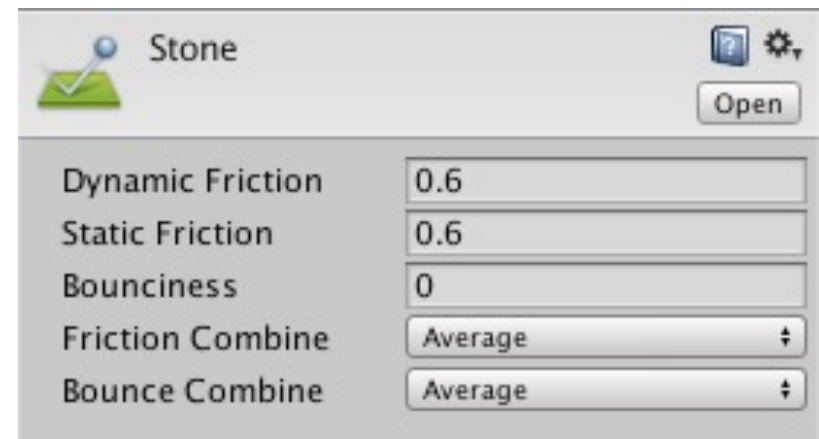 Stone
Open
Dynamic Friction 0.6
Static Friction 0.6
Bounciness 0
Friction Combine Average
Bounce Combine Average